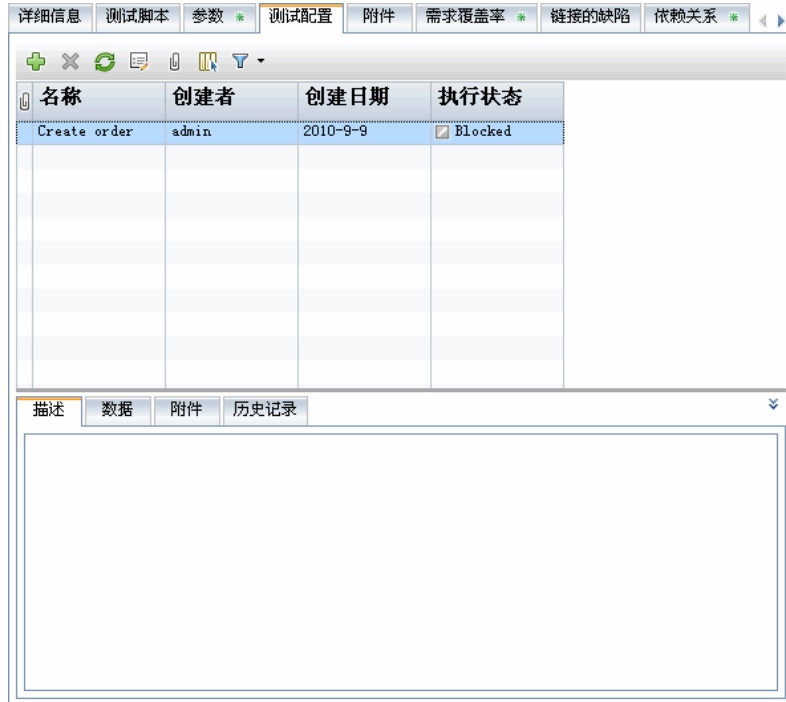 详细信息 测试脚本 参数 * 测试配置 附件 需求覆盖率 * 链接的缺陷 依赖关系 *
名称 创建者 创建日期 执行状态
Create order admin 2010-9-9 Blocked
描述 数据 附件 历史记录